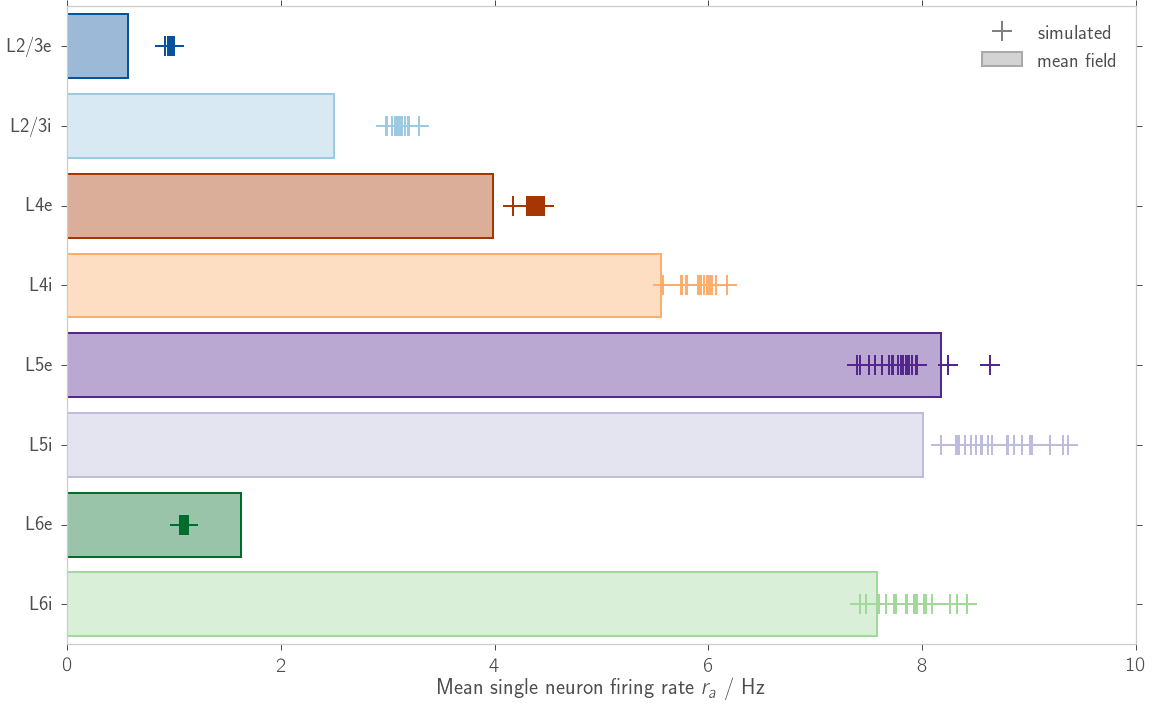 simulated
mean field
L2/3e
L2/3i
L4e
L4i
L5e
L5i
L6e
L6i
0 2 4 6 8 10
Mean single neuron firing rate rₐ / Hz